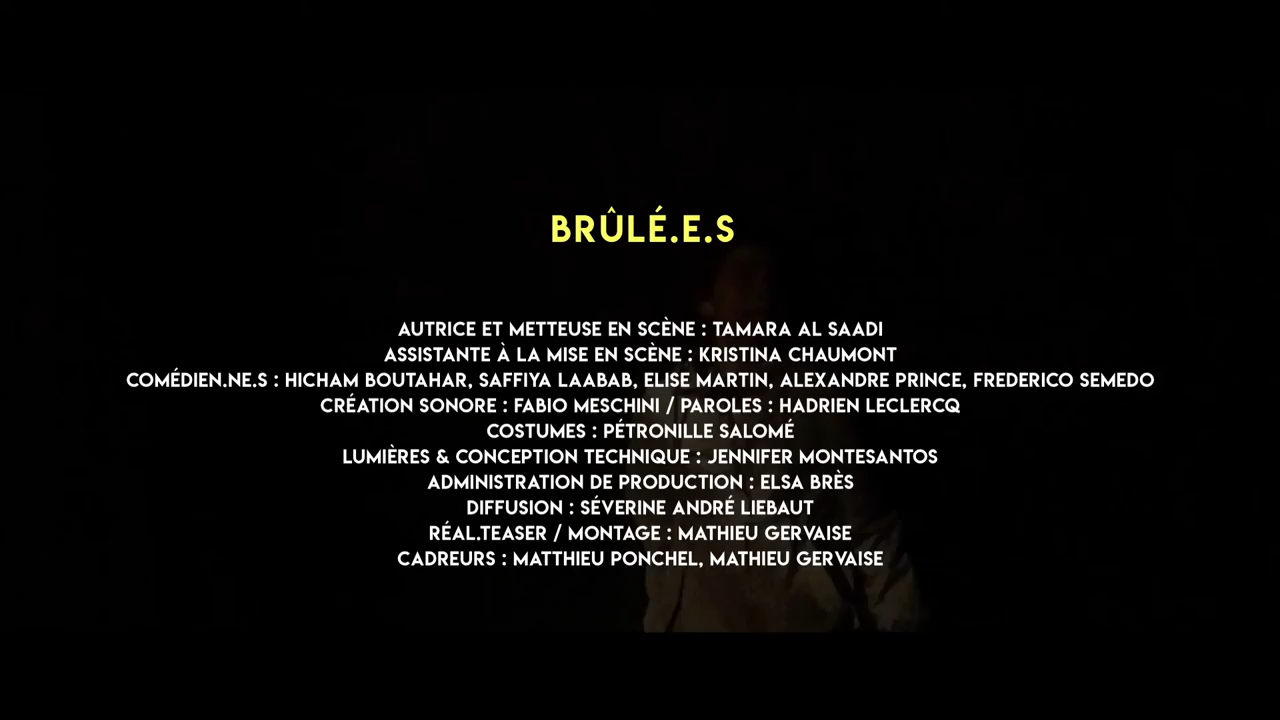 BRÛLÉ.E.S
AUTRICE ET METTEUSE EN SCÈNE : TAMARA AL SAADI
ASSISTANTE À LA MISE EN SCÈNE : KRISTINA CHAUMONT
COMÉDIEN.NE.S : HICHAM BOUTAHAR, SAFFIYA LAABAB, ELISE MARTIN, ALEXANDRE PRINCE, FREDERICO SEMEDO
CRÉATION SONORE : FABIO MESCHINI / PAROLES : HADRIEN LECLERCQ
COSTUMES : PÉTRONILLE SALOMÉ
LUMIÈRES & CONCEPTION TECHNIQUE : JENNIFER MONTESANTOS
ADMINISTRATION DE PRODUCTION : ELSA BRÈS
DIFFUSION : SÉVERINE ANDRÉ LIEBAUT
RÉAL.TEASER / MONTAGE : MATHIEU GERVAISE
CADREURS : MATTHIEU PONCHEL, MATHIEU GERVAISE